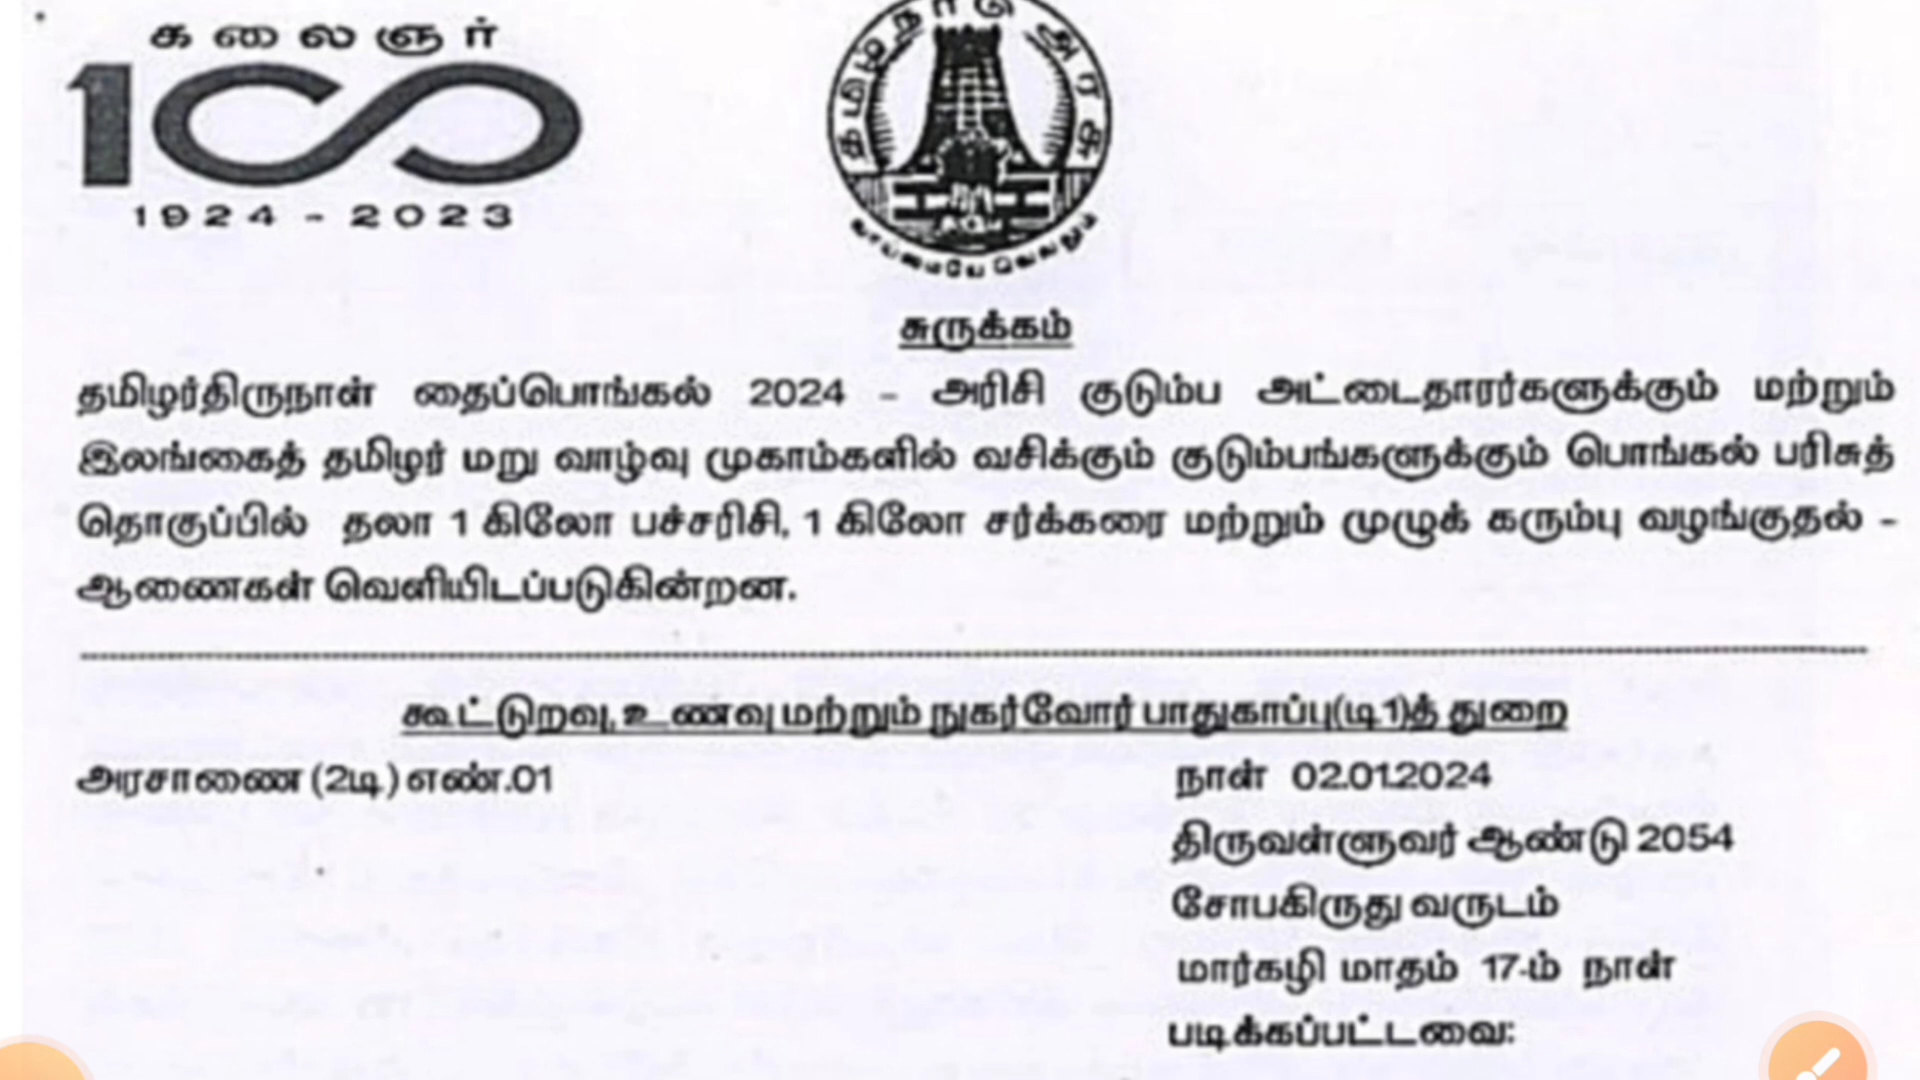 கலைஞர்
100
1924 - 2023
தமிழ்நாடு அரசு
வாய்மையே வெல்லும்
சுருக்கம்
தமிழர்திருநாள் தைப்பொங்கல் 2024 - அரிசி குடும்ப அட்டைதாரர்களுக்கும் மற்றும்
இலங்கைத் தமிழர் மறு வாழ்வு முகாம்களில் வசிக்கும் குடும்பங்களுக்கும் பொங்கல் பரிசுத்
தொகுப்பில் தலா 1 கிலோ பச்சரிசி, 1 கிலோ சர்க்கரை மற்றும் முழுக் கரும்பு வழங்குதல் -
ஆணைகள் வெளியிடப்படுகின்றன.
கூட்டுறவு, உணவு மற்றும் நுகர்வோர் பாதுகாப்பு(டி1)த் துறை
அரசாணை (2டி) எண்.01
நாள் 02.01.2024
திருவள்ளுவர் ஆண்டு 2054
சோபகிருது வருடம்
மார்கழி மாதம் 17-ம் நாள்
படிக்கப்பட்டவை: